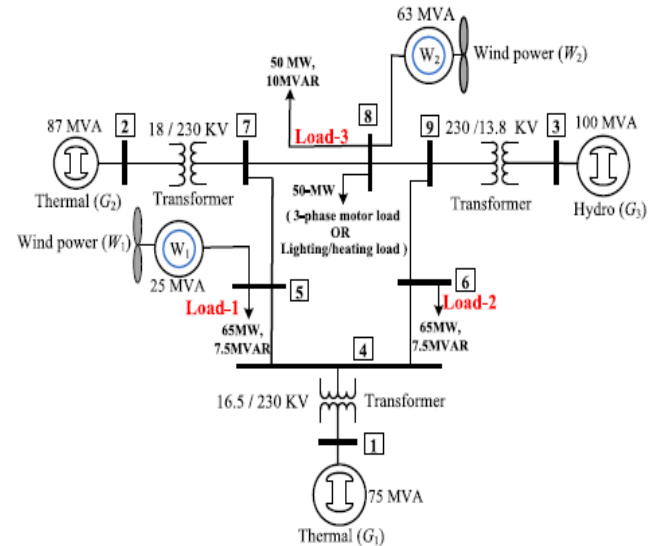 63 MVA
W2
Wind power (W2)
50 MW,
10MVAR
Load-3
8
87 MVA
2
18 / 230 KV
7
9
230 /13.8 KV
3
100 MVA
Thermal (G2)
Transformer
50-MW
( 3-phase motor load
OR
Lighting/heating load )
Transformer
Hydro (G3)
Wind power (W1)
W1
25 MVA
5
6
Load-1
Load-2
65MW,
7.5MVAR
65MW,
7.5MVAR
4
16.5 / 230 KV
Transformer
1
75 MVA
Thermal (G1)